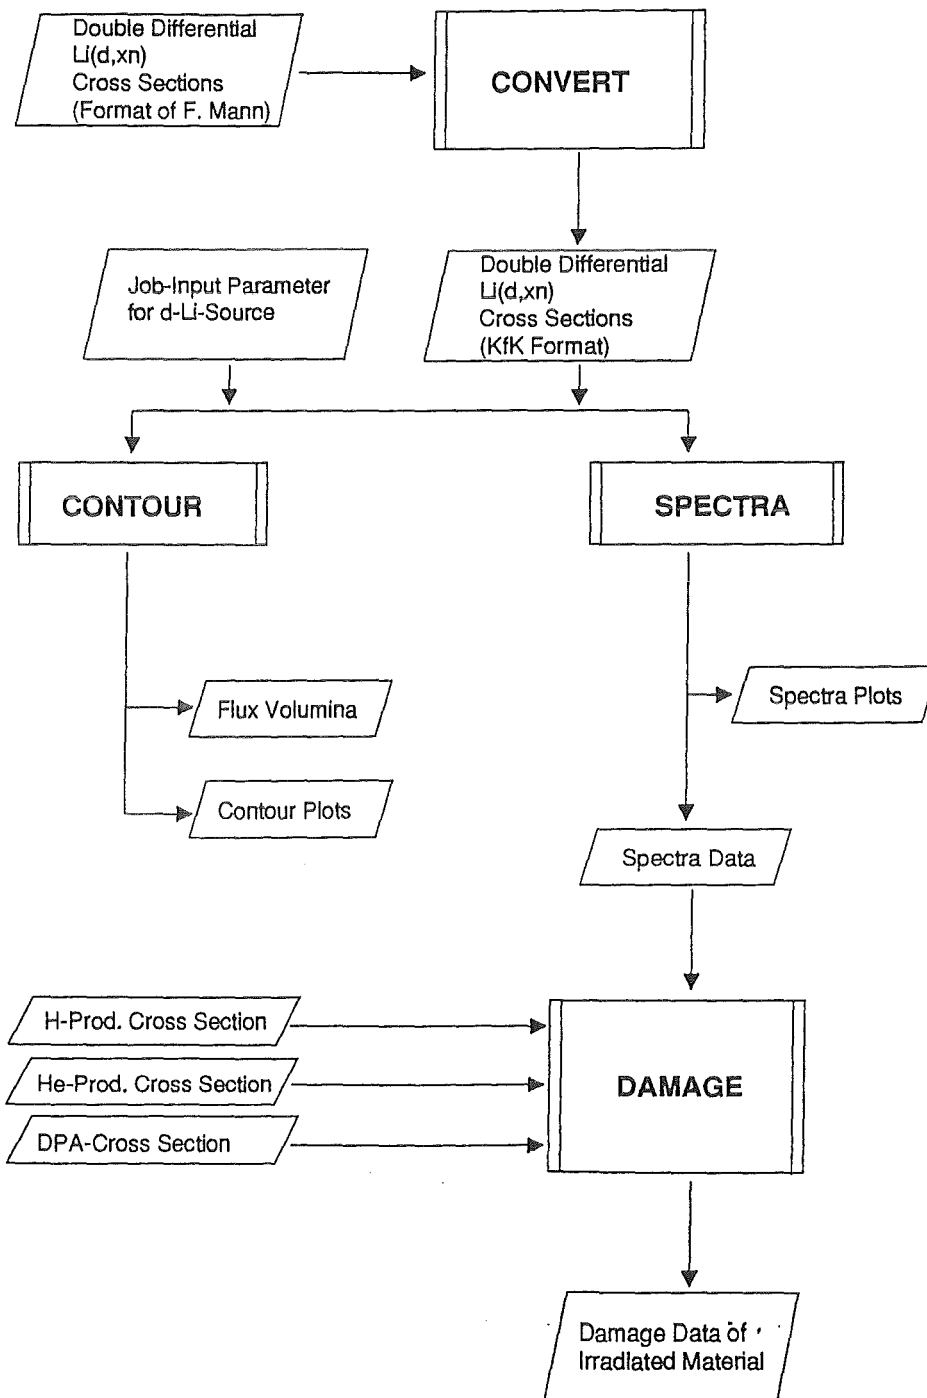 Double Differential
Li(d,xn)
Cross Sections
(Format of F. Mann)
CONVERT
Job-Input Parameter
for d-Li-Source
Double Differential
Li(d,xn)
Cross Sections
(KfK Format)
CONTOUR
SPECTRA
Flux Volumina
Spectra Plots
Contour Plots
Spectra Data
H-Prod. Cross Section
He-Prod. Cross Section
DPA-Cross Section
DAMAGE
Damage Data of
Irradiated Material